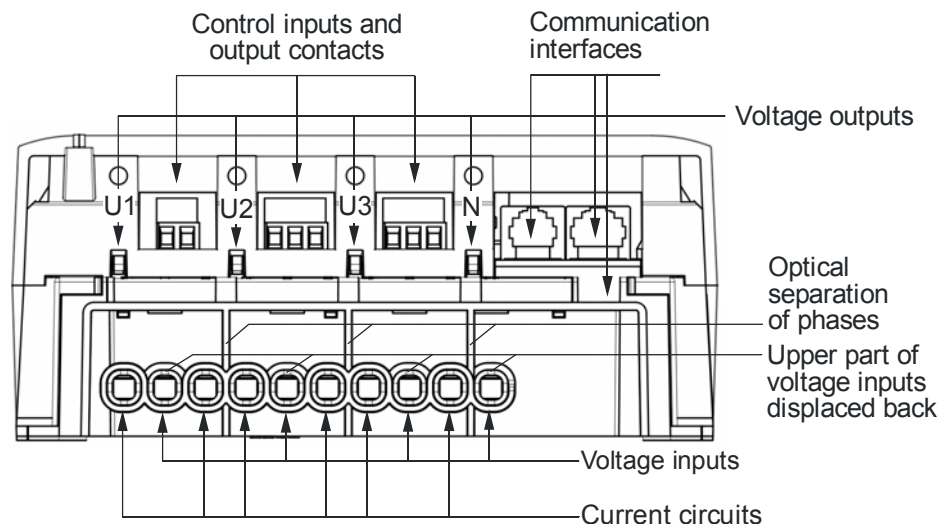 Control inputs and
output contacts
Communication
interfaces
Voltage outputs
U1
U2
U3
N
Optical
separation
of phases
Upper part of
voltage inputs
displaced back
Voltage inputs
Current circuits